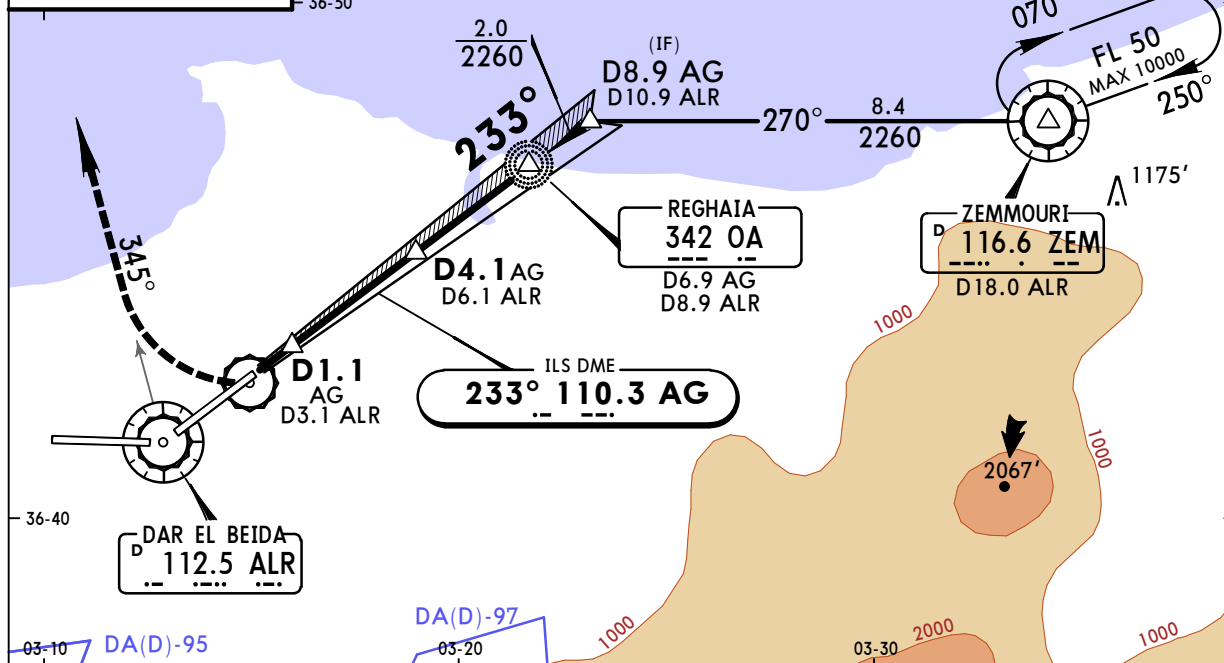 36-50
070
FL 50
MAX 10000
250°
2.0
2260
(IF)
D8.9 AG
D10.9 ALR
233°
270°
8.4
2260
1175'
REGHAIA
342 OA
D6.9 AG
D8.9 ALR
D ZEMMOURI
116.6 ZEM
D18.0 ALR
345°
D4.1 AG
D6.1 ALR
1000
ILS DME
233° 110.3 AG
D1.1
AG
D3.1 ALR
1000
2067'
36-40
DAR EL BEIDA
D 112.5 ALR
DA(D)-97
DA(D)-95
1000
2000
1000
03-10
03-20
03-30